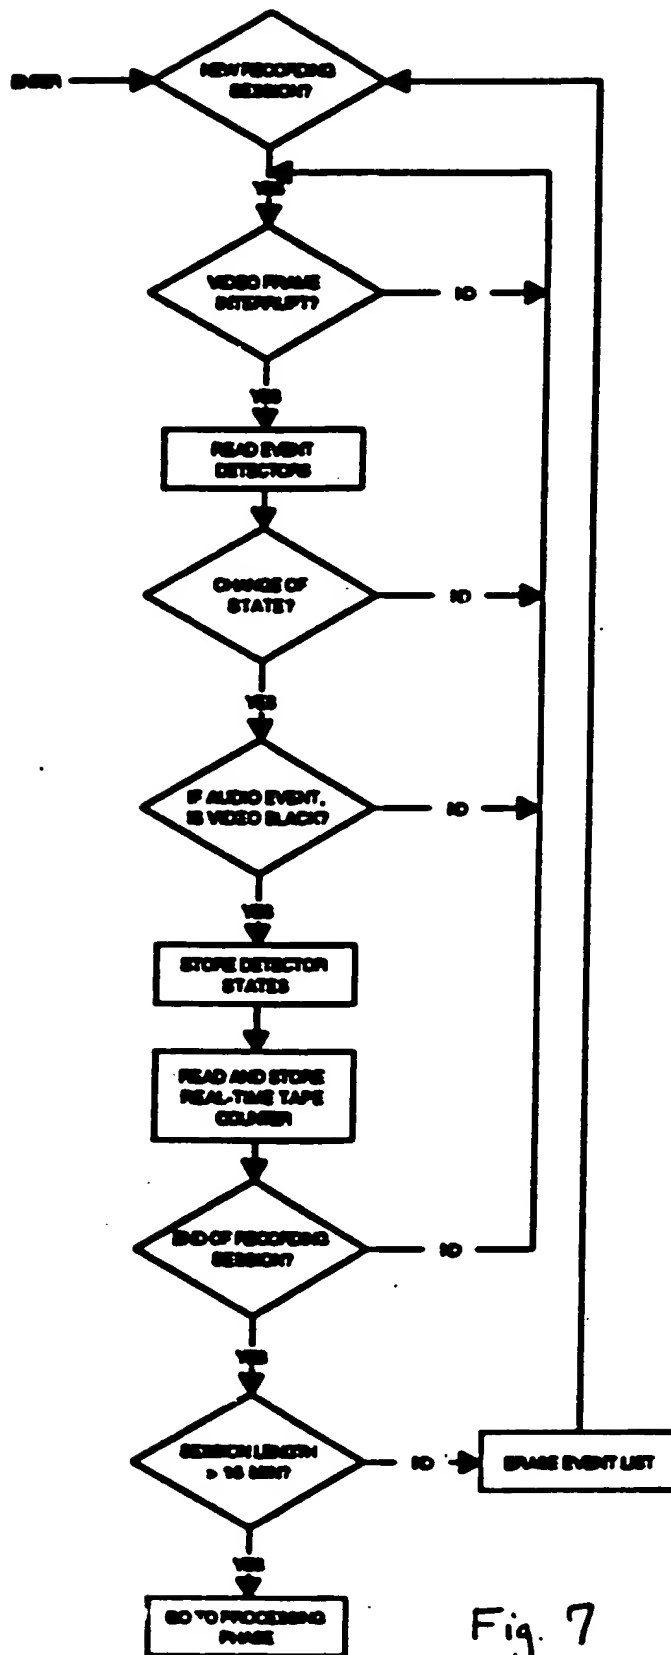 NEW RECORDING
SESSION?
ENTER
YES
VIDEO FRAME
INTERRUPT?
NO
YES
READ EVENT
DETECTORS
CHANGE OF
STATE?
NO
YES
IF AUDIO EVENT,
IS VIDEO BLACK?
NO
YES
STORE DETECTOR
STATES
READ AND STORE
REAL-TIME TAPE
COUNTER
END OF RECORDING
SESSION?
NO
YES
SESSION LENGTH
> MIN?
NO
ERASE EVENT LIST
YES
GO TO PROCESSING
PHASE
Fig. 7